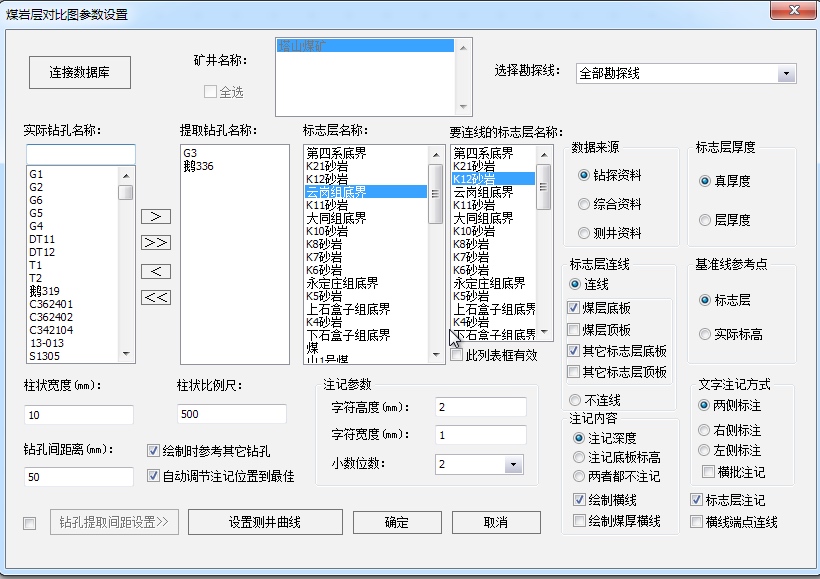 煤岩层对比图参数设置
连接数据库
矿井名称：
塔山煤矿
全选
选择勘探线：
全部勘探线
实际钻孔名称：
G1
G2
G6
G5
G4
DT11
DT12
T1
T2
鹅319
C362401
C362402
C342104
13-013
S1305
>
>>
<
<<
提取钻孔名称：
G3
鹅336
标志层名称：
第四系底界
K21砂岩
K12砂岩
云岗组底界
K11砂岩
大同组底界
K10砂岩
K8砂岩
K7砂岩
K6砂岩
永定庄组底界
K5砂岩
上石盒子组底界
K4砂岩
下石盒子组底界
煤
山1号煤
要连线的标志层名称：
第四系底界
K21砂岩
K12砂岩
云岗组底界
K11砂岩
大同组底界
K10砂岩
K8砂岩
K7砂岩
K6砂岩
永定庄组底界
K5砂岩
上石盒子组底界
K4砂岩
下石盒子组底界
此列表框有效
数据来源
钻探资料
综合资料
测井资料
标志层厚度
真厚度
层厚度
标志层连线
连线
煤层底板
煤层顶板
其它标志层底板
其它标志层顶板
不连线
基准线参考点
标志层
实际标高
柱状宽度(mm)：
10
柱状比例尺：
500
钻孔间距离(mm)：
50
绘制时参考其它钻孔
自动调节注记位置到最佳
注记参数
字符高度(mm)：
2
字符宽度(mm)：
1
小数位数：
2
注记内容
注记深度
注记底板标高
两者都不注记
绘制横线
绘制煤厚横线
文字注记方式
两侧标注
右侧标注
左侧标注
横批注记
标志层注记
横线端点连线
钻孔提取间距设置>>
设置测井曲线
确定
取消